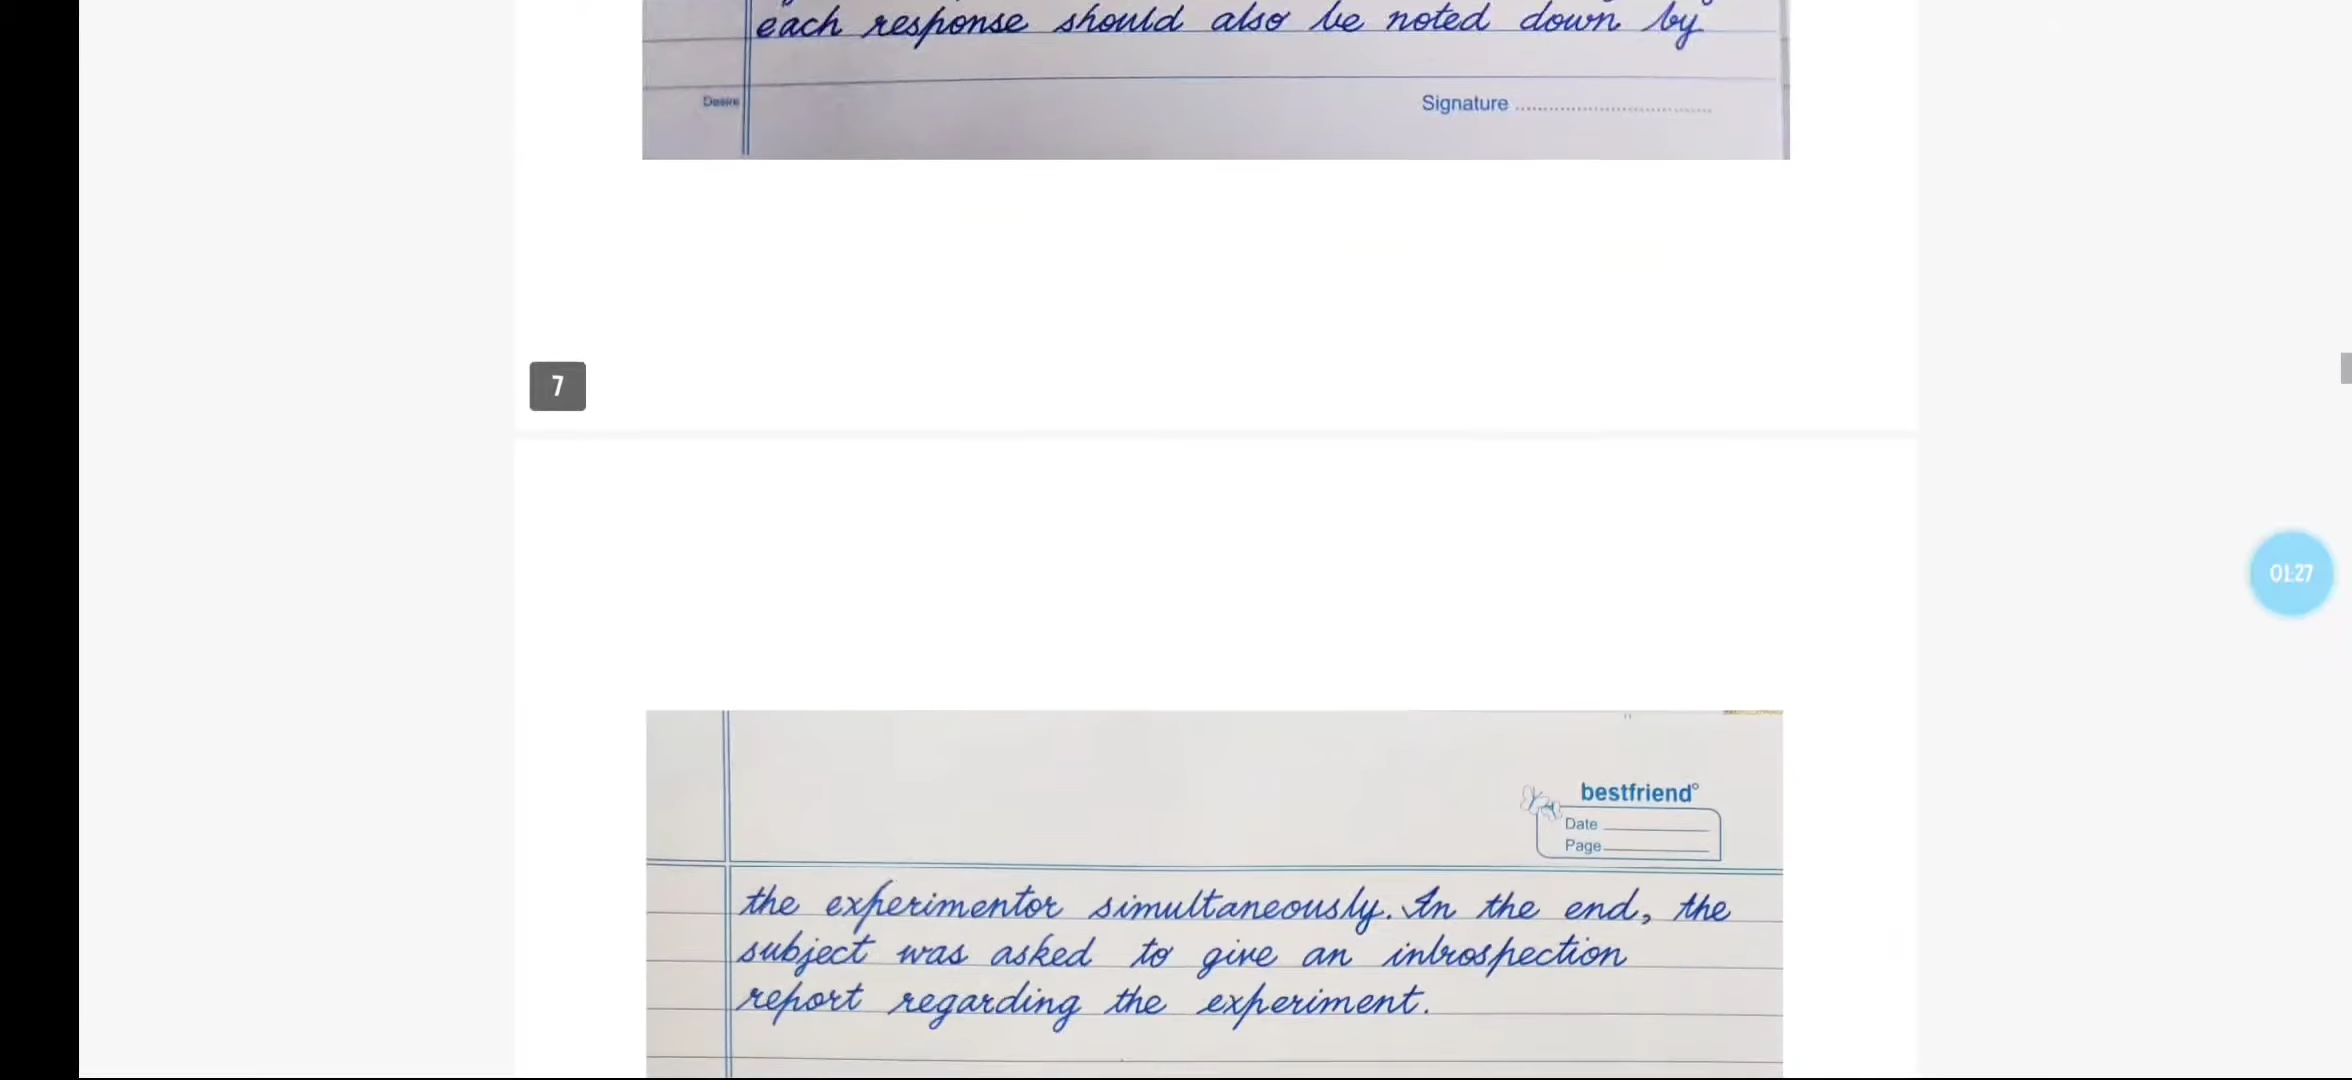 each response should also be noted down by
Desire
Signature
7
01:27
bestfriend
Date
Page
the experimentor simultaneously. In the end, the
subject was asked to give an introspection
report regarding the experiment.